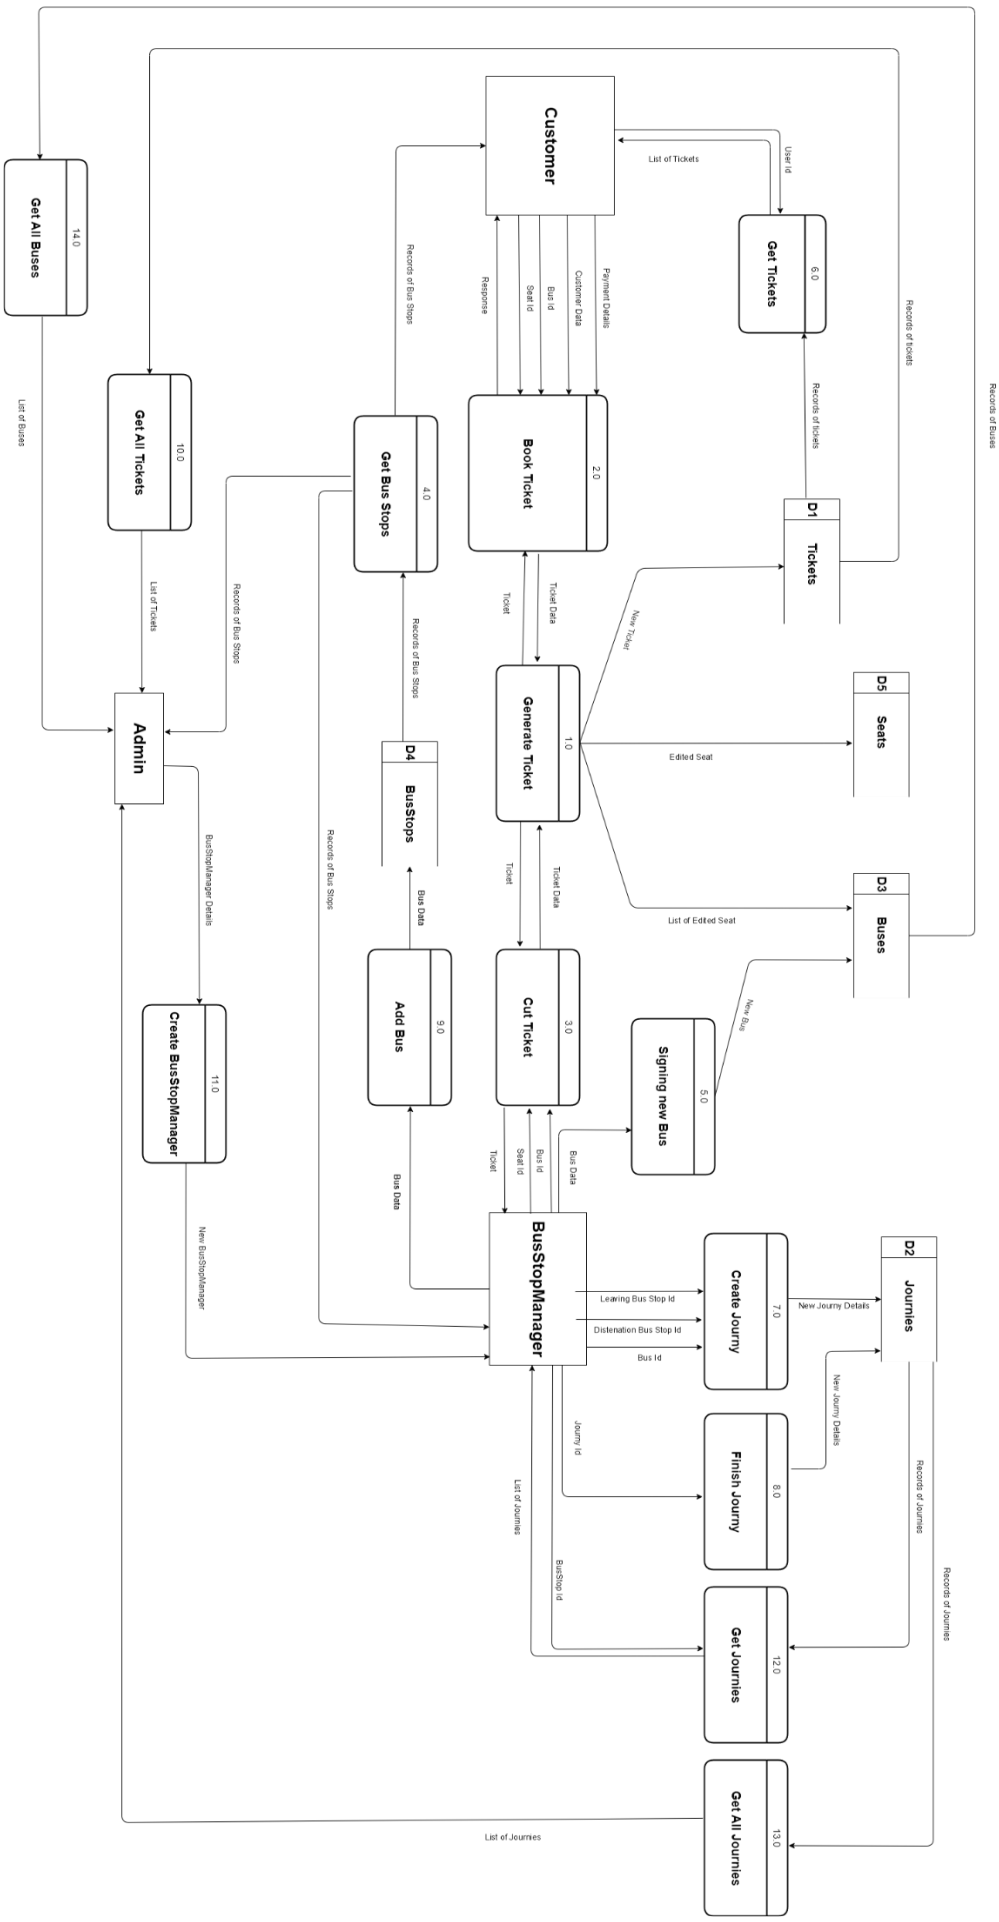 Records of Buses
Records of tickets
Records of Journies
Records of Journies
D1
Tickets
D5
Seats
D3
Buses
D2
Journies
User Id
List of Tickets
6.0
Get Tickets
Records of tickets
New Ticker
Edited Seat
List of Edited Seat
New Bus
New Journy Details
New Journy Details
5.0
Signing new Bus
7.0
Create Journy
8.0
Finish Journy
12.0
Get Journies
13.0
Get All Journies
Leaving Bus Stop Id
Distenation Bus Stop Id
Bus Id
Customer
Payment Details
Customer Data
Bus Id
Seat Id
Response
2.0
Book Ticket
Ticket Data
Ticket
1.0
Generate Ticket
Ticket Data
Ticket
3.0
Cut Ticket
Bus Data
Bus Id
Seat Id
Ticket
BusStopManager
Journy Id
BusStop Id
List of Journies
List of Journies
Records of Bus Stops
4.0
Get Bus Stops
Records of Bus Stops
D4
BusStops
Bus Data
9.0
Add Bus
Bus Data
Records of Bus Stops
Records of Bus Stops
10.0
Get All Tickets
List of Tickets
14.0
Get All Buses
List of Buses
Admin
BusStopManager Details
11.0
Create BusStopManager
New BusStopManager